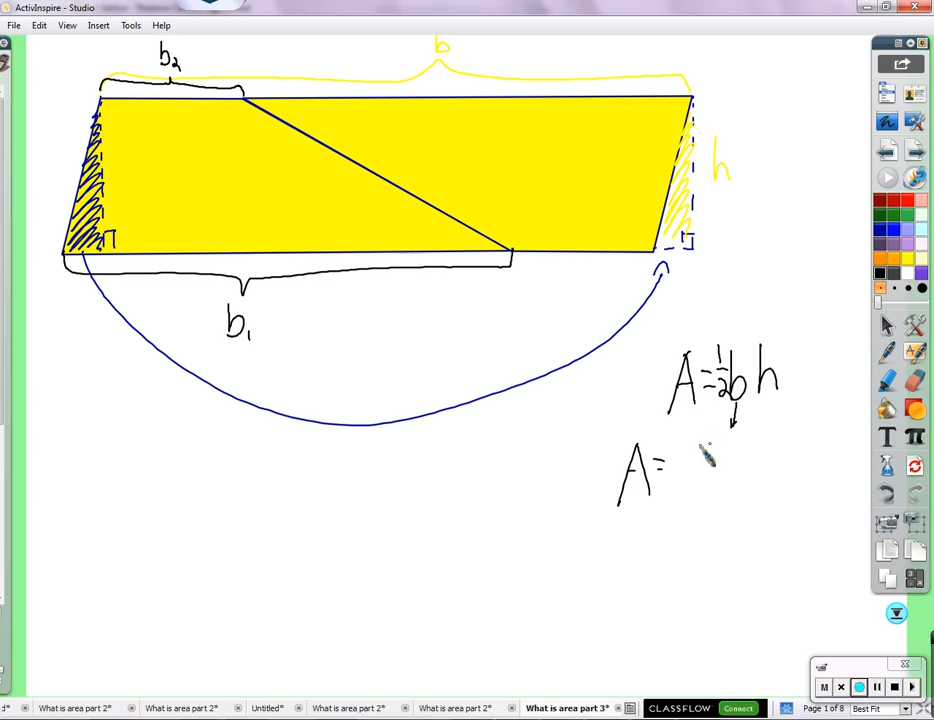 ActivInspire - Studio
File Edit View Insert Tools Help
b₂
b
h
b₁
A = ½ b h
A =
T π
M
d* What is area part 2* What is area part 2* Untitled* What is area part 2* What is area part 2* What is area part 3* CLASSFLOW Connect Page 1 of 8 Best Fit